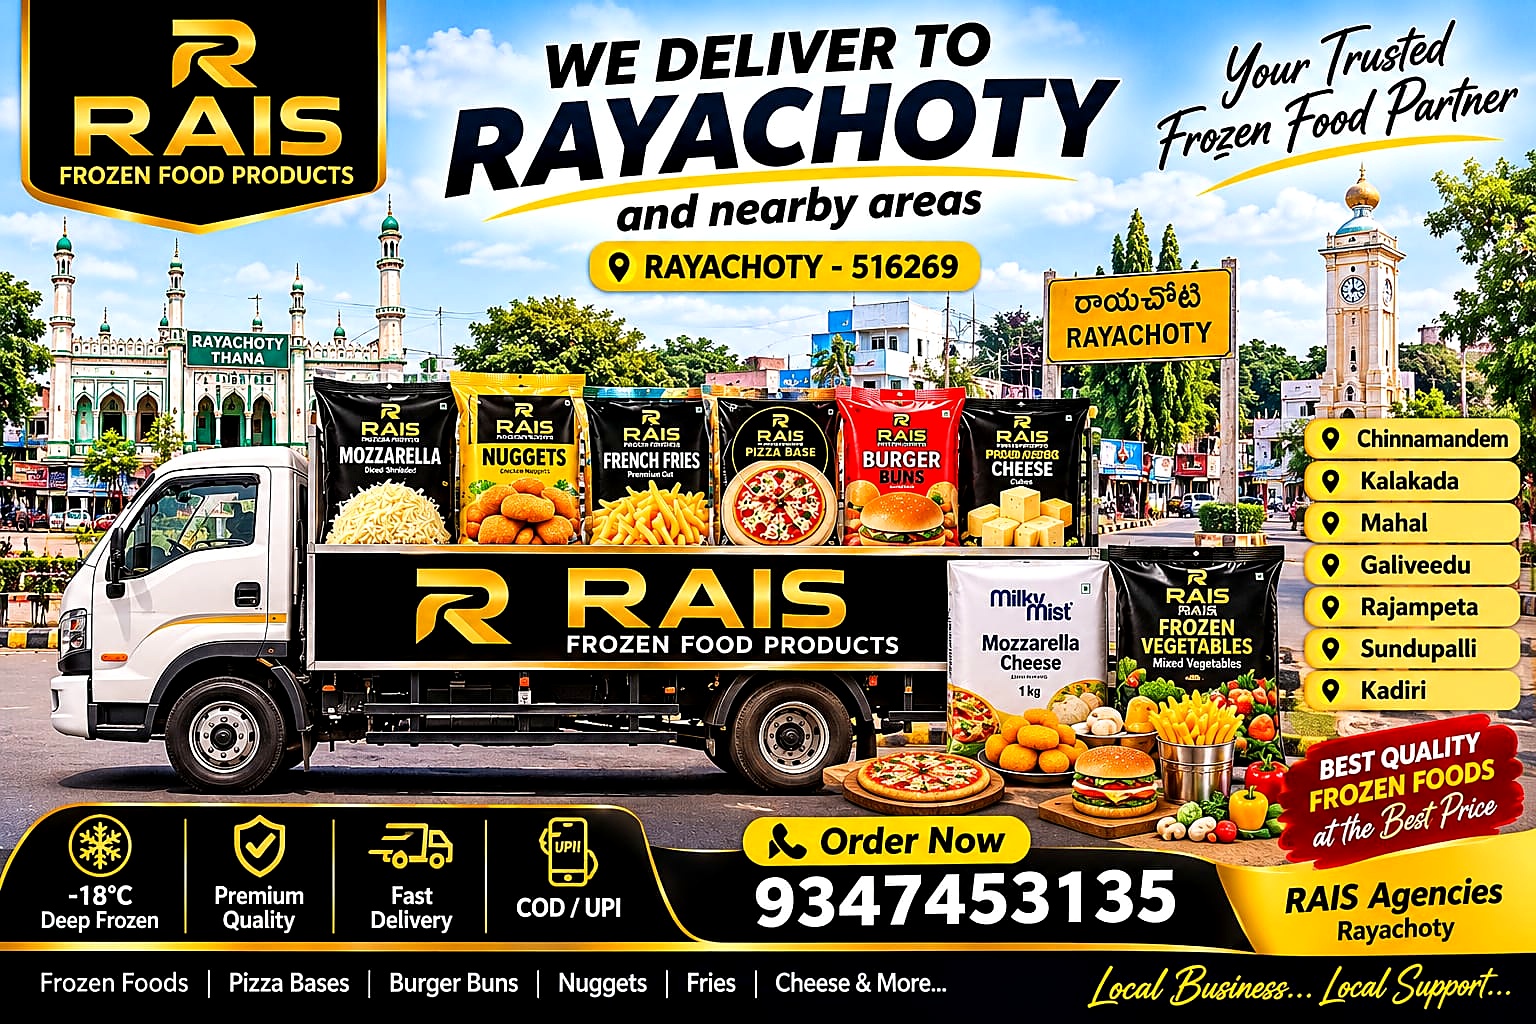 RAIS
FROZEN FOOD PRODUCTS
WE DELIVER TO
RAYACHOTY
and nearby areas
RAYACHOTY - 516269
Your Trusted
Frozen Food Partner
RAYACHOTY
THANA
రాయచోటి
RAYACHOTY
RAIS
MOZZARELLA
Diced Shredded
RAIS
NUGGETS
Chicken Nuggets
RAIS
FRENCH FRIES
Premium Cut
RAIS
PIZZA BASE
RAIS
BURGER
BUNS
RAIS
CHEESE
Cubes
Chinnamandem
Kalakada
Mahal
Galiveedu
Rajampeta
Sundupalli
Kadiri
RAIS
FROZEN FOOD PRODUCTS
Milky
Mist
Mozzarella
Cheese
1 kg
RAIS
FROZEN
VEGETABLES
Mixed Vegetables
BEST QUALITY
FROZEN FOODS
at the Best Price
-18°C
Deep Frozen
Premium
Quality
Fast
Delivery
UPI
COD / UPI
Order Now
9347453135
RAIS Agencies
Rayachoty
Frozen Foods | Pizza Bases | Burger Buns | Nuggets | Fries | Cheese & More...
Local Business... Local Support...